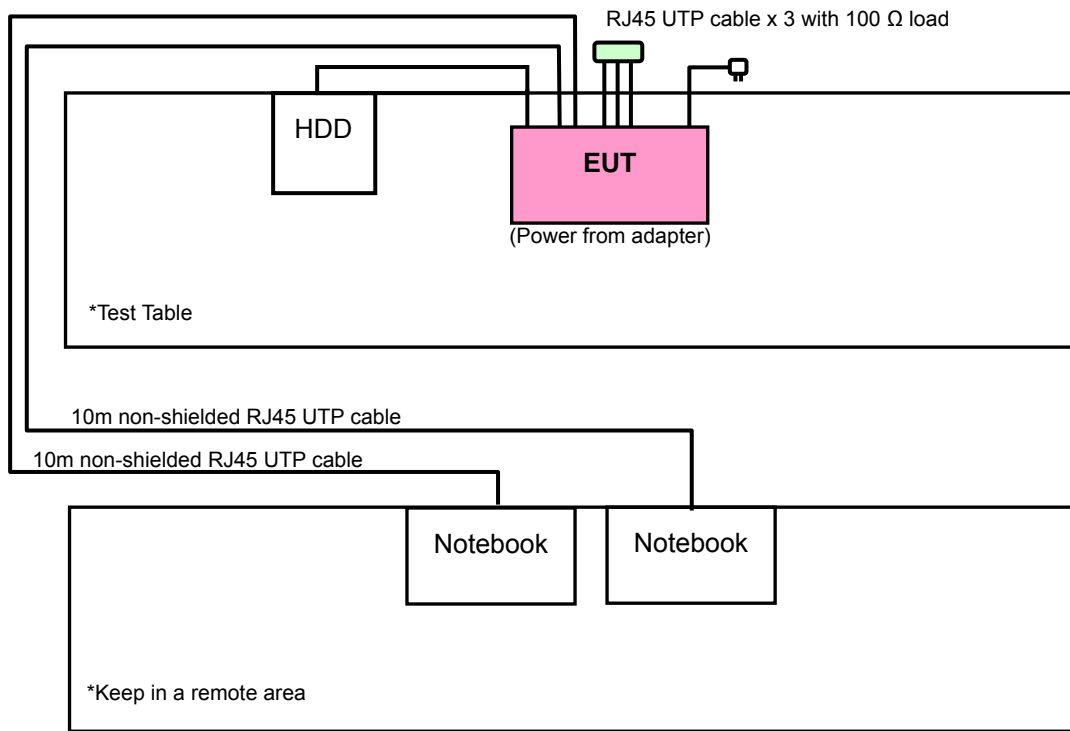 RJ45 UTP cable x 3 with 100 Ω load
HDD
EUT
(Power from adapter)
*Test Table
10m non-shielded RJ45 UTP cable
10m non-shielded RJ45 UTP cable
Notebook
Notebook
*Keep in a remote area